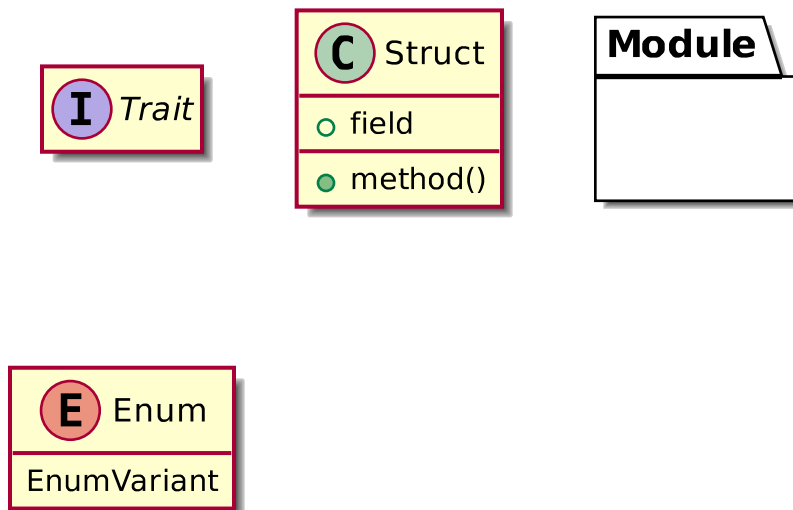 I Trait
C Struct
field
method()
Module
E Enum
EnumVariant